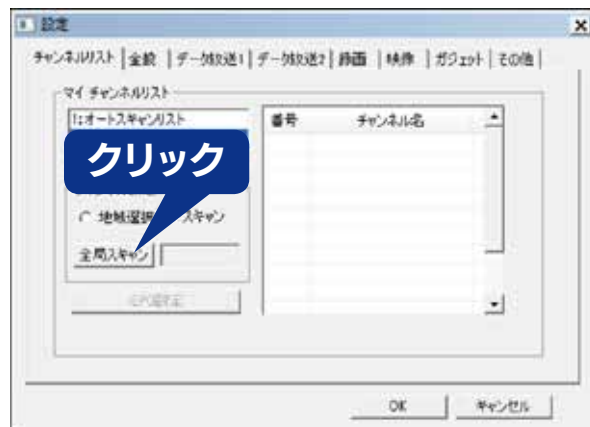 設定
チャンネルリスト 全般 データ放送1 データ放送2 録画 映像 ガジェット その他
マイ チャンネルリスト
1:オートスキャンリスト
番号 チャンネル名
クリック
地域選択 スキャン
全局スキャン
OK キャンセル